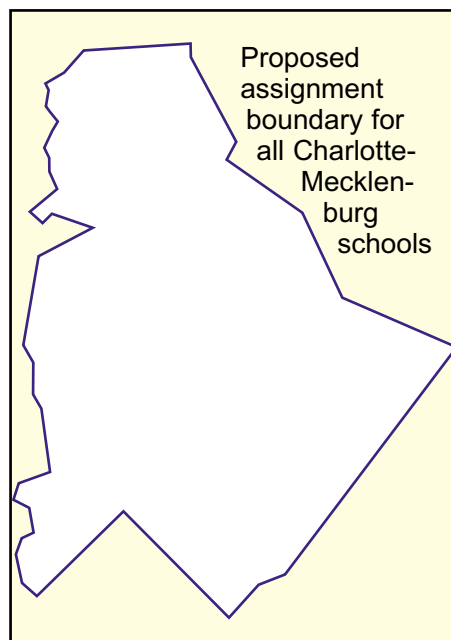 Proposed
assignment
boundary for
all Charlotte-
Mecklen-
burg
schools